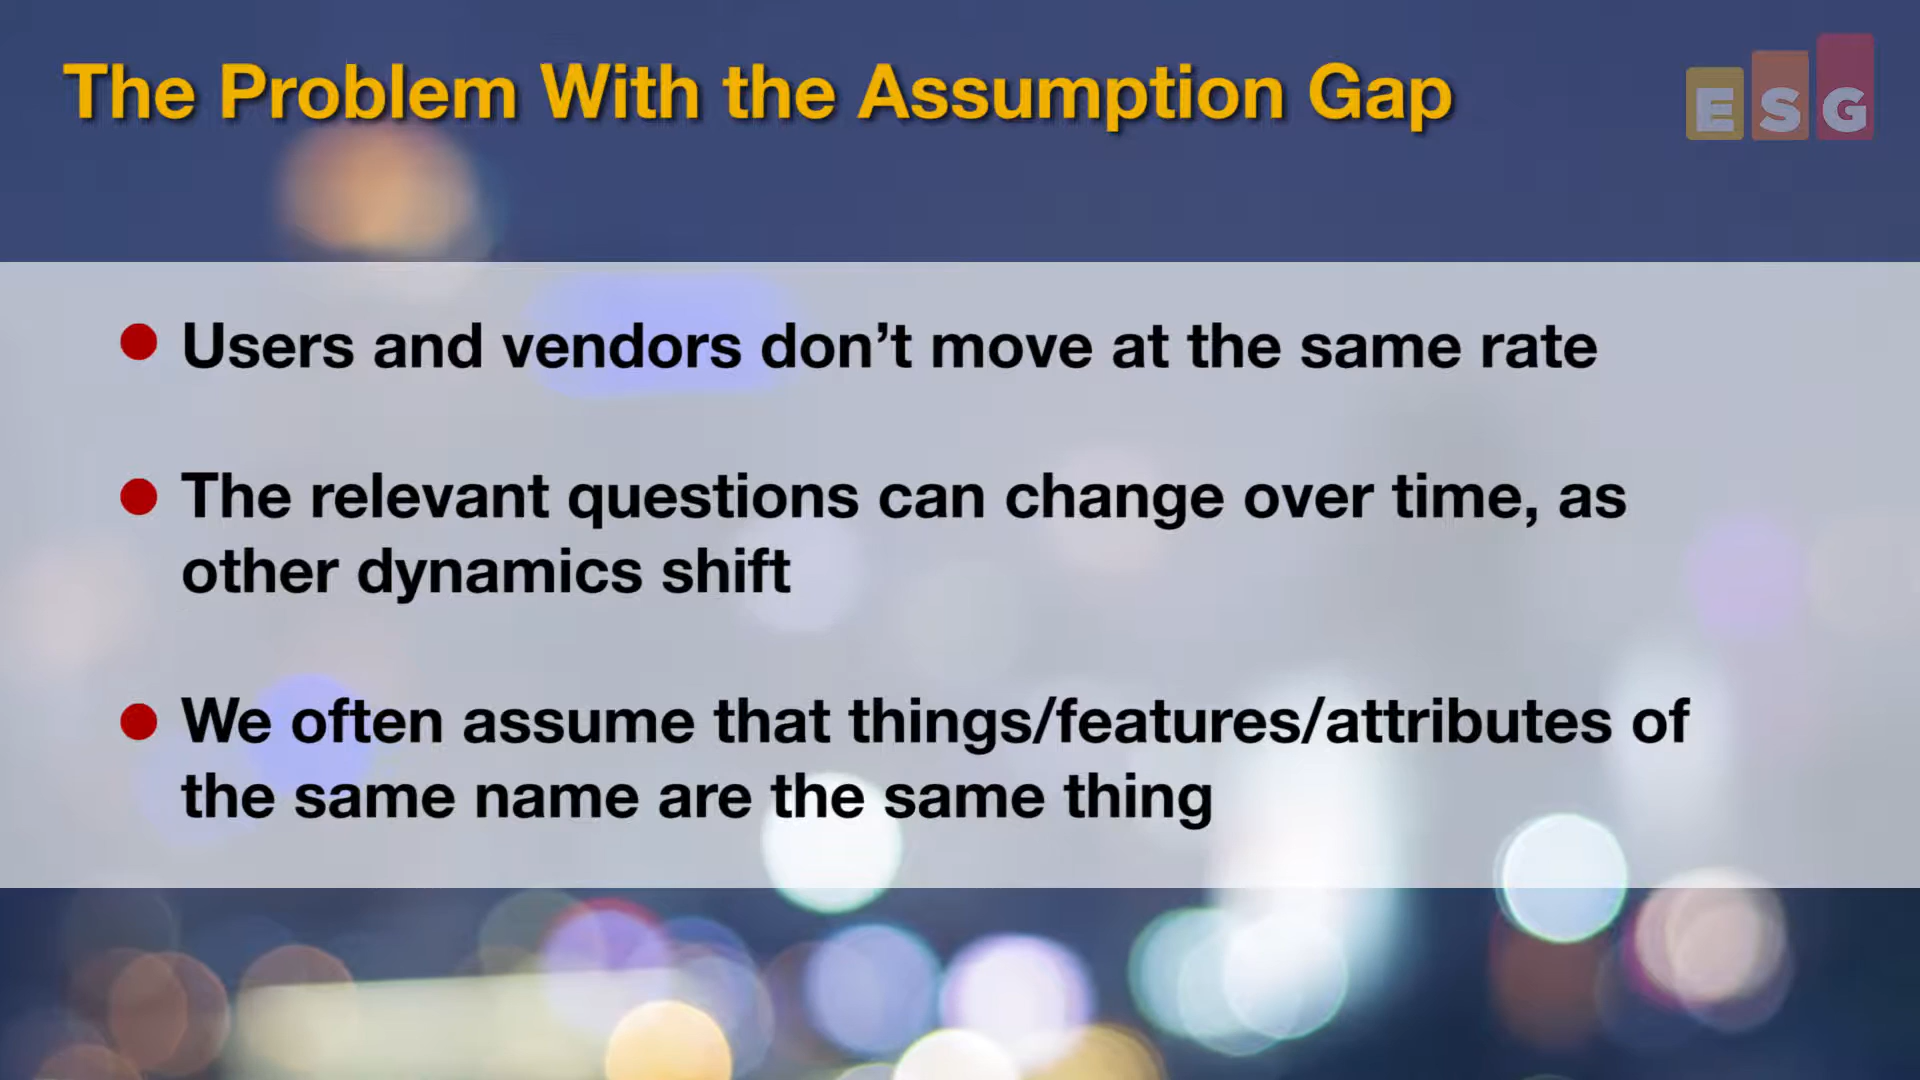 The Problem With the Assumption Gap
ESG
Users and vendors don’t move at the same rate
The relevant questions can change over time, as
other dynamics shift
We often assume that things/features/attributes of
the same name are the same thing